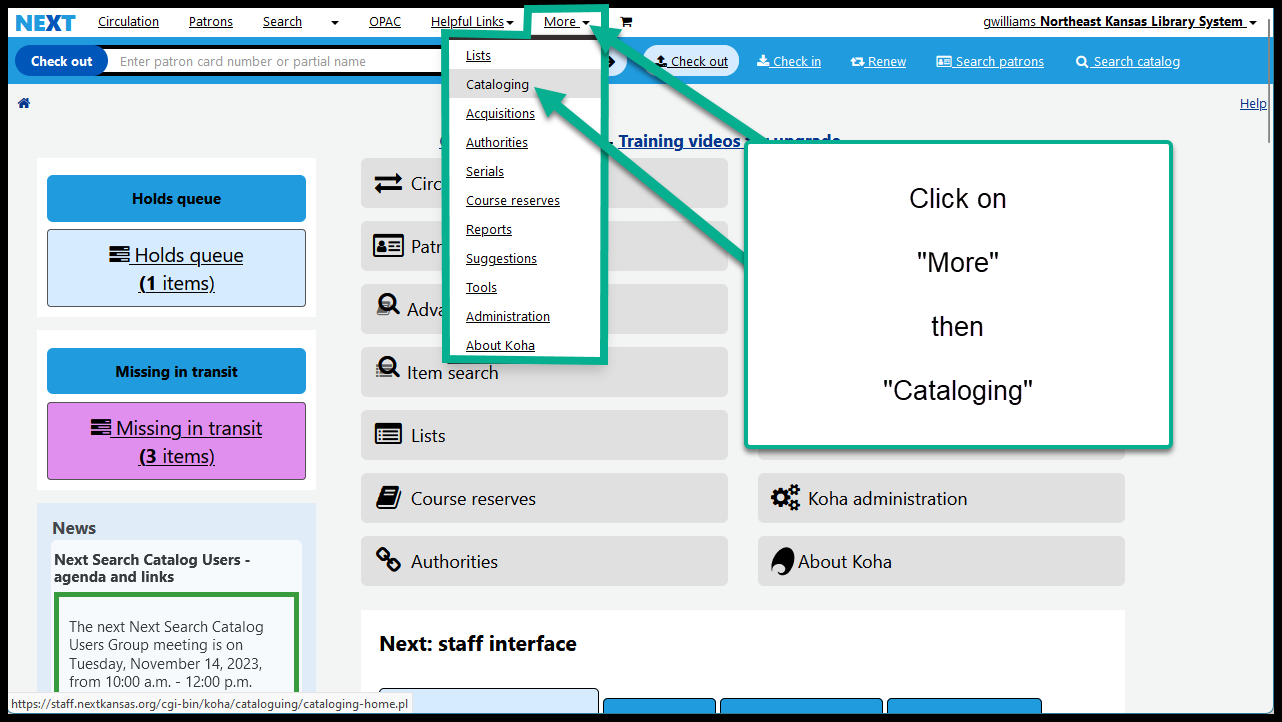 NEXT Circulation Patrons Search OPAC Helpful Links More gwilliams Northeast Kansas Library System
Check out Enter patron card number or partial name Check out Check in Renew Search patrons Search catalog
Help
Lists
Cataloging
Acquisitions
Authorities
Serials
Course reserves
Reports
Suggestions
Tools
Administration
About Koha
Training videos
upgrade
Click on
"More"
then
"Cataloging"
Holds queue
Holds queue
(1 items)
Missing in transit
Missing in transit
(3 items)
News
Next Search Catalog Users -
agenda and links
The next Next Search Catalog
Users Group meeting is on
Tuesday, November 14, 2023,
from 10:00 a.m. - 12:00 p.m.
Circ
Patr
Adva
Item search
Lists
Course reserves
Authorities
Koha administration
About Koha
Next: staff interface
https://staff.nextkansas.org/cgi-bin/koha/cataloguing/cataloging-home.pl